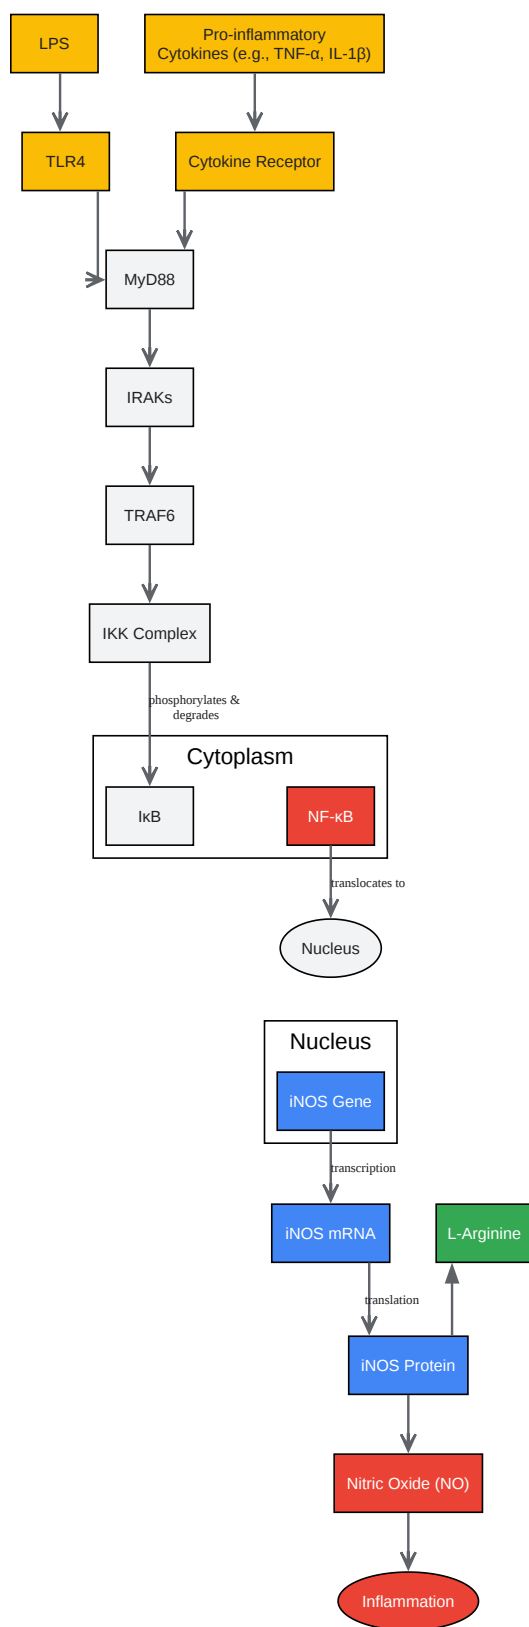 LPS
Pro-inflammatory
Cytokines (e.g., TNF-α, IL-1β)
TLR4
Cytokine Receptor
MyD88
IRAKs
TRAF6
IKK Complex
phosphorylates &
degrades
Cytoplasm
IκB
NF-κB
translocates to
Nucleus
Nucleus
iNOS Gene
transcription
iNOS mRNA
L-Arginine
translation
iNOS Protein
Nitric Oxide (NO)
Inflammation